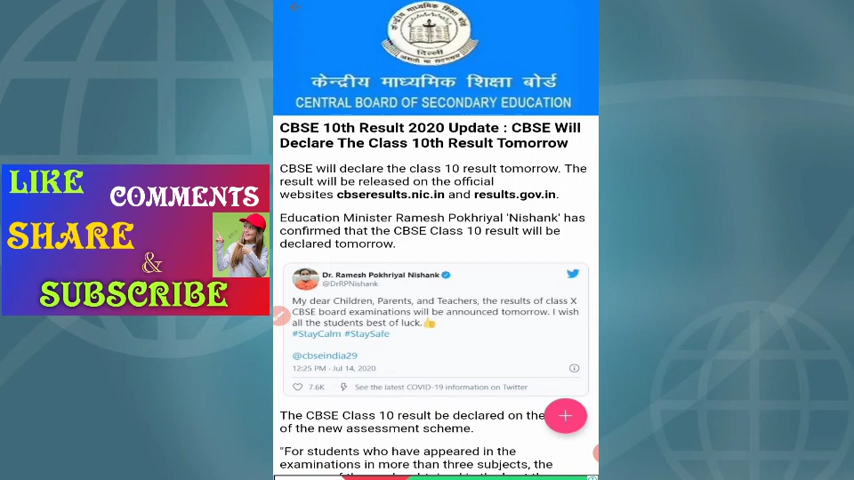 केन्द्रीय माध्यमिक शिक्षा बोर्ड
CENTRAL BOARD OF SECONDARY EDUCATION
CBSE 10th Result 2020 Update : CBSE Will
Declare The Class 10th Result Tomorrow
CBSE will declare the class 10 result tomorrow. The
result will be released on the official
websites cbseresults.nic.in and results.gov.in.
Education Minister Ramesh Pokhriyal 'Nishank' has
confirmed that the CBSE Class 10 result will be
declared tomorrow.
Dr. Ramesh Pokhriyal Nishank
@DrRPNishank
My dear Children, Parents, and Teachers, the results of class X
CBSE board examinations will be announced tomorrow. I wish
all the students best of luck.👍
#StayCalm #StaySafe
@cbseindia29
12:25 PM · Jul 14, 2020
7.6K See the latest COVID-19 information on Twitter
The CBSE Class 10 result be declared on the
of the new assessment scheme.
"For students who have appeared in the
examinations in more than three subjects, the
LIKE
COMMENTS
SHARE
&
SUBSCRIBE